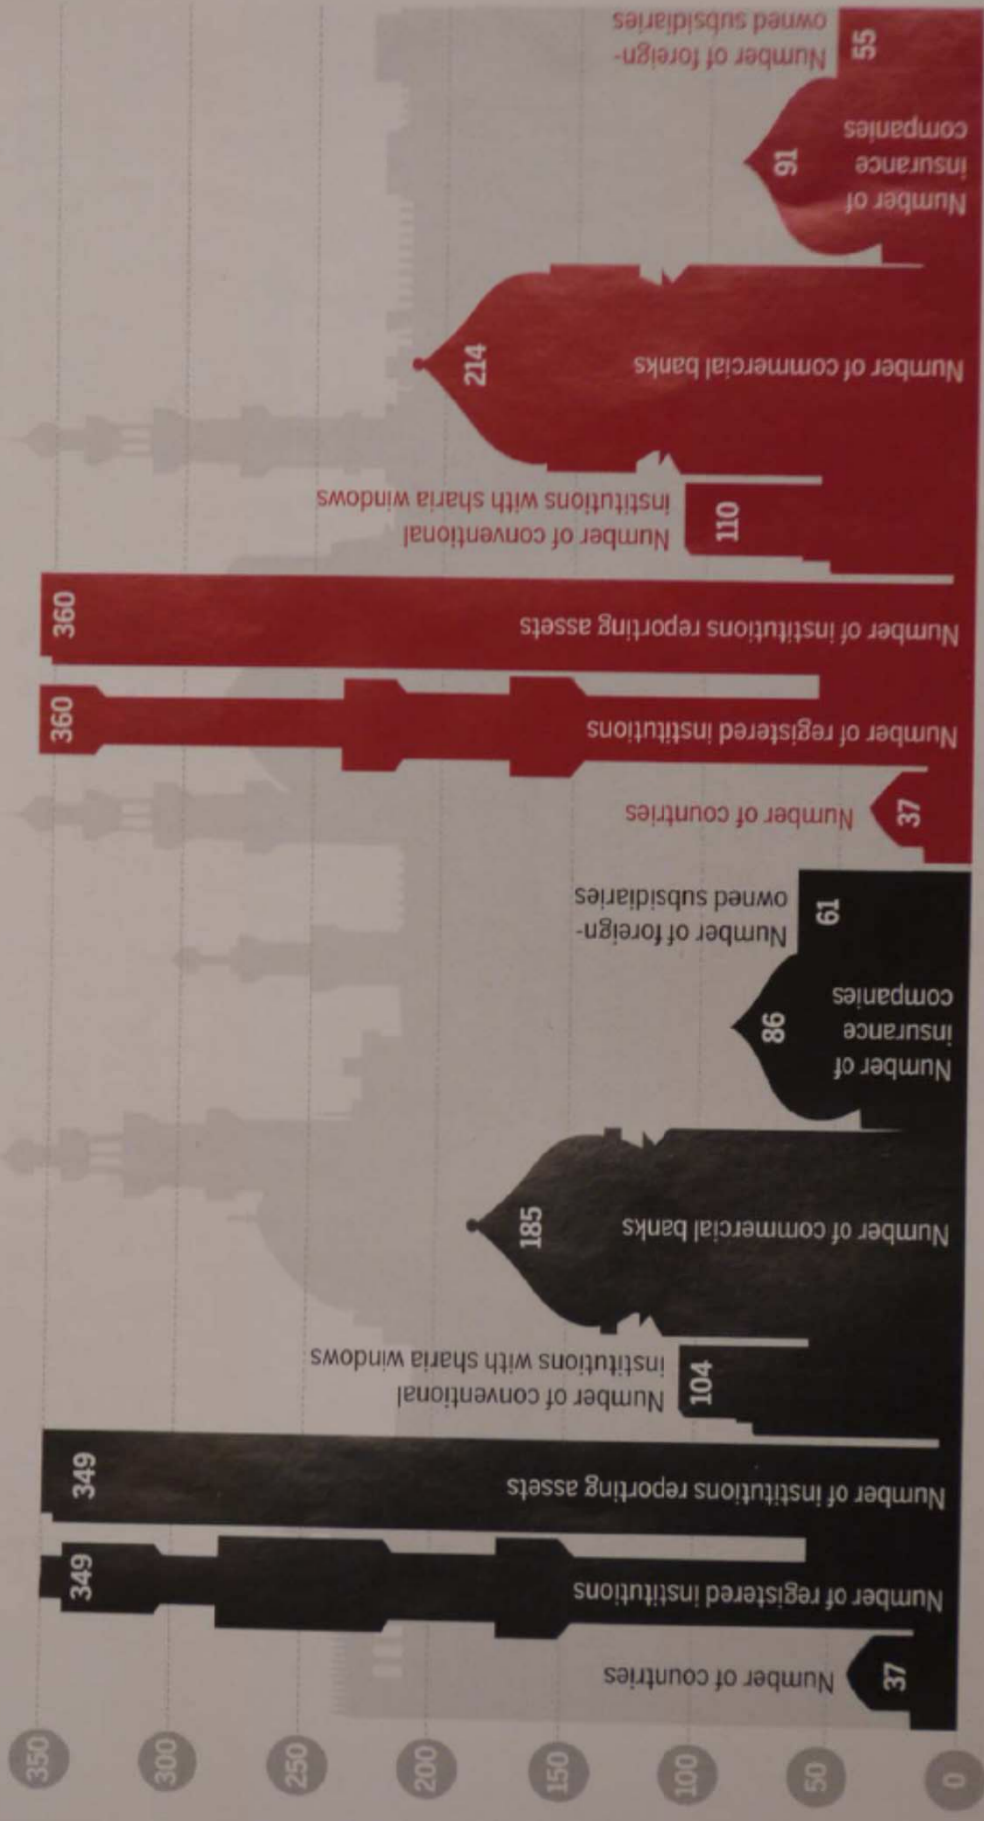 350
300
250
200
150
100
50
0
37
Number of countries
349
Number of registered institutions
349
Number of institutions reporting assets
104
Number of conventional
institutions with sharia windows
185
Number of commercial banks
86
Number of
insurance
companies
61
Number of foreign-
owned subsidiaries
37
Number of countries
360
Number of registered institutions
360
Number of institutions reporting assets
110
Number of conventional
institutions with sharia windows
214
Number of commercial banks
91
Number of
insurance
companies
55
Number of foreign-
owned subsidiaries